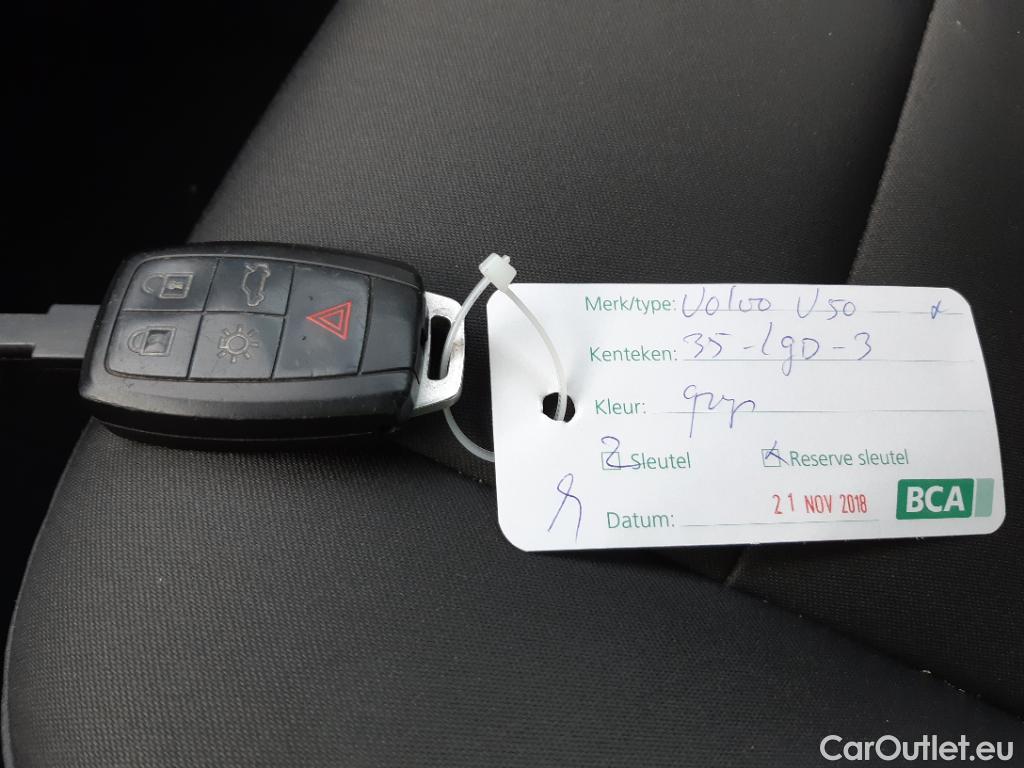 Merk/type: Volvo V50
Kenteken: 35-lgD-3
Kleur: grijs
Sleutel Reserve sleutel
Datum: 21 NOV 2018
BCA
CarOutlet.eu